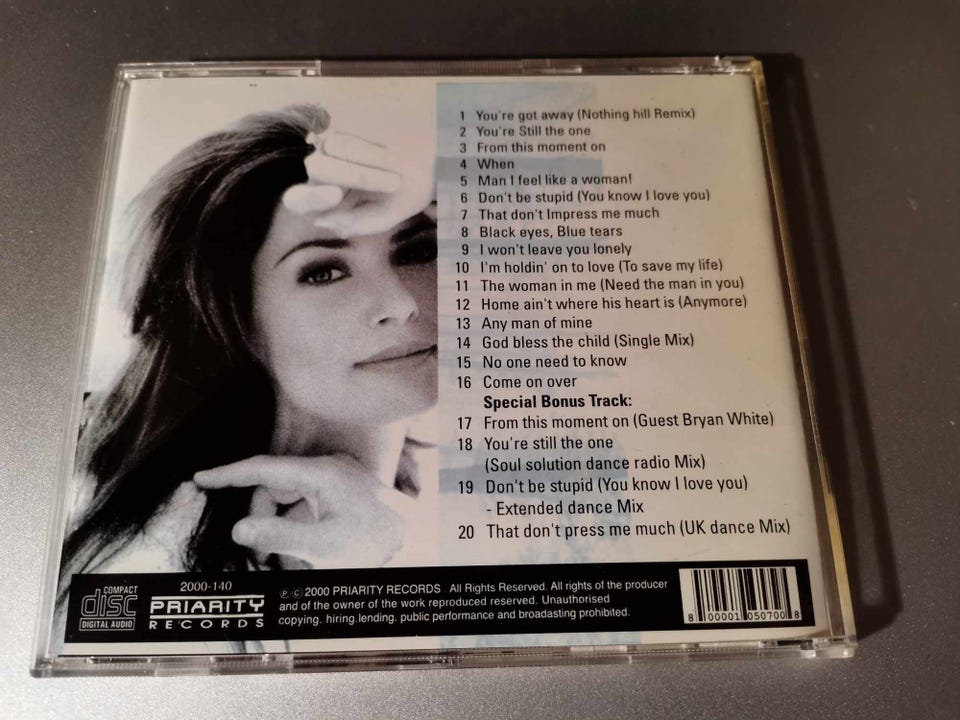 1 You're got away (Nothing hill Remix)
2 You're Still the one
3 From this moment on
4 When
5 Man I feel like a woman!
6 Don't be stupid (You know I love you)
7 That don't Impress me much
8 Black eyes, Blue tears
9 I won't leave you lonely
10 I'm holdin' on to love (To save my life)
11 The woman in me (Need the man in you)
12 Home ain't where his heart is (Anymore)
13 Any man of mine
14 God bless the child (Single Mix)
15 No one need to know
16 Come on over
Special Bonus Track:
17 From this moment on (Guest Bryan White)
18 You're still the one
(Soul solution dance radio Mix)
19 Don't be stupid (You know I love you)
- Extended dance Mix
20 That don't press me much (UK dance Mix)
COMPACT
disc
DIGITAL AUDIO
2000-140
PRIARITY
RECORDS
℗ © 2000 PRIARITY RECORDS All Rights Reserved. All rights of the producer
and of the owner of the work reproduced reserved. Unauthorised
copying. hiring.lending. public performance and broadasting prohibited.
8 00001 05070 0 8